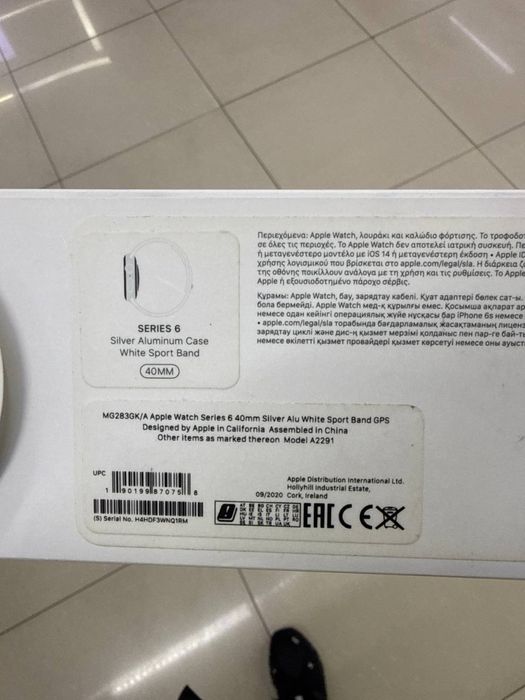 SERIES 6
Silver Aluminum Case
White Sport Band
40MM
Περιεχόμενα: Apple Watch, λουράκι και καλώδιο φόρτισης. Το
σε όλες τις περιοχές. Το Apple Watch δεν αποτελεί ιατρική συσκευή.
ή μεταγενέστερο μοντέλο με iOS 14 ή μεταγενέστερη έκδοση • Apple
χρήσης λογισμικού που βρίσκεται στο apple.com/legal/sla. Η διάρκεια
της οθόνης ποικίλλουν ανάλογα με τη χρήση και τις ρυθμίσεις. Το Apple
Apple ή εξουσιοδοτημένο πάροχο σέρβις.
Құрамы: Apple Watch, бау, зарядтау кабелі. Қуат адаптері бөлек сат-ы.
бола бермейді. Apple Watch мед-қ құрылғы емес. Қосымша ақпарат
немесе одан кейінгі операциялық жүйе нұсқасы бар iPhone 6s немесе
• apple.com/legal/sla торабында бағдарламалық жасақтаманың
зарядтау циклі және дис-ң қызмет мерзімі қолданыс пен пар-ге
немесе өкілетті қызмет провайдері қызмет көрсетуі немесе оны
MG283GK/A Apple Watch Series 6 40mm Silver Alu White Sport Band GPS
Designed by Apple in California Assembled in China
Other items as marked thereon Model A2291
UPC
1 90199 87075 8
(S) Serial No. H4HDF3WNQ1RM
Apple Distribution International Ltd.
Hollyhill Industrial Estate,
09/2020 Cork, Ireland
EAC CE